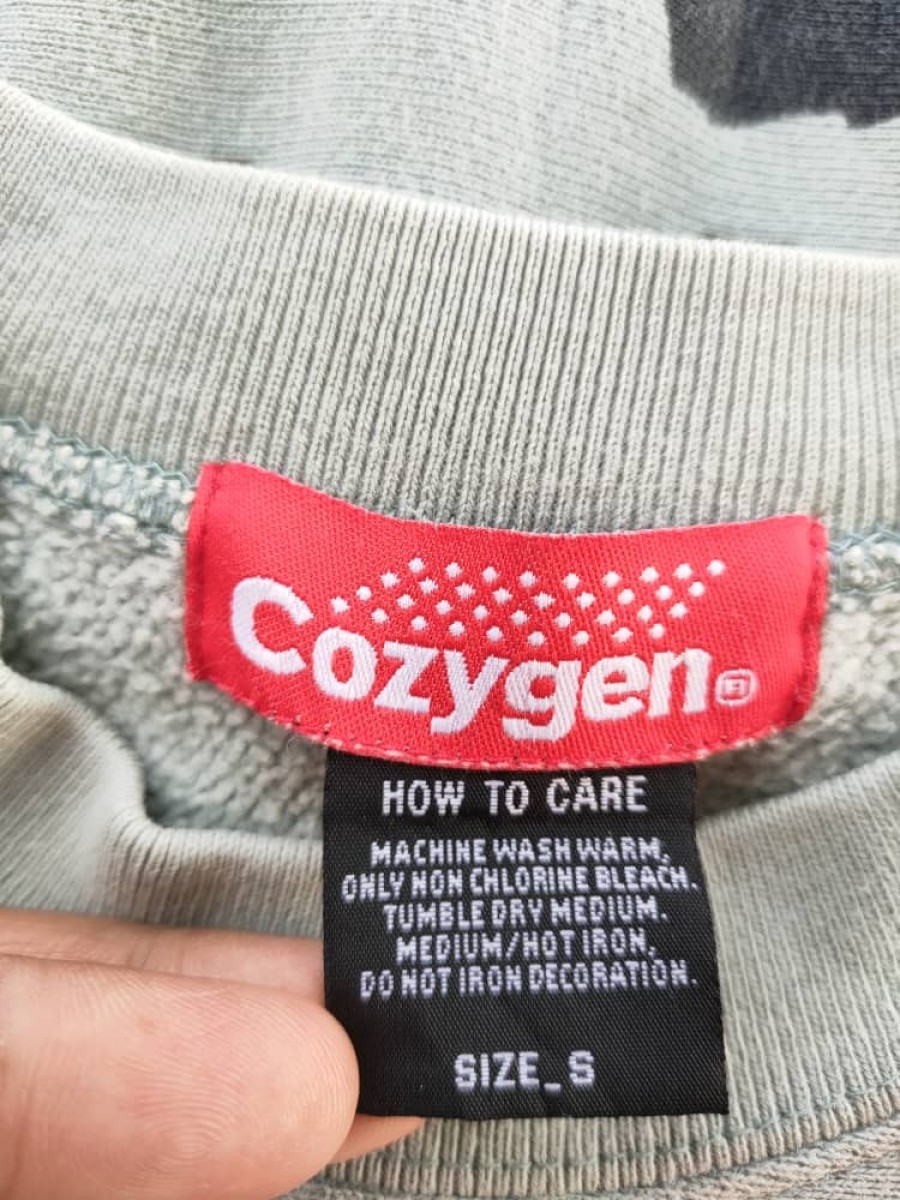 Cozygen
HOW TO CARE
MACHINE WASH WARM,
ONLY NON CHLORINE BLEACH.
TUMBLE DRY MEDIUM.
MEDIUM/HOT IRON,
DO NOT IRON DECORATION.
SIZE_S